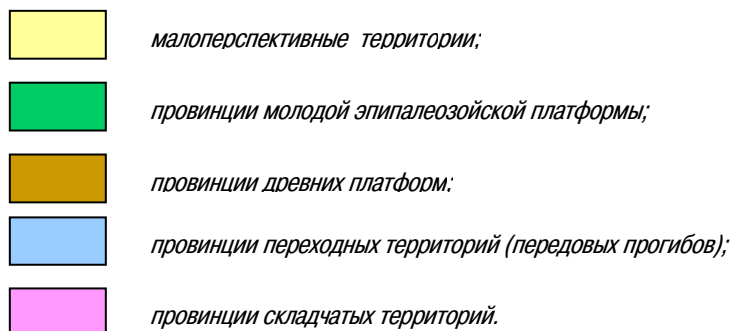 малоперспективные территории;
провинции молодой эпипалеозойской платформы;
провинции древних платформ;
провинции переходных территорий (передовых прогибов);
провинции складчатых территорий.